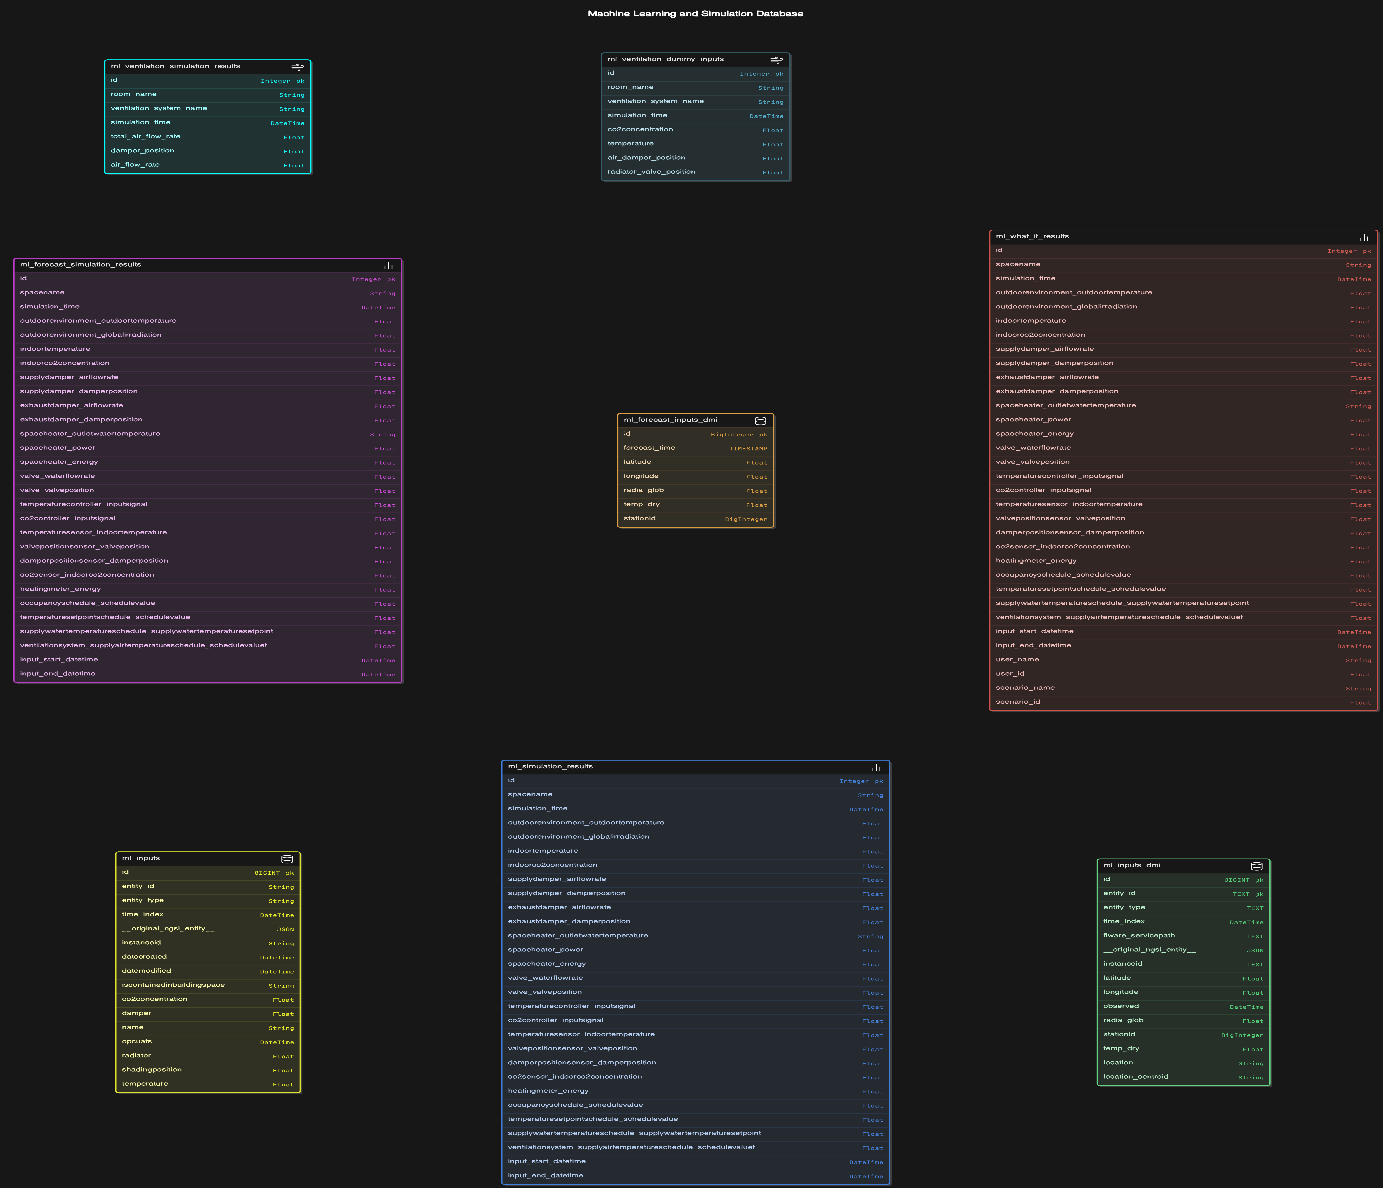 Machine Learning and Simulation Database
ml_ventilation_simulation_results
id Integer pk
room_name String
ventilation_system_name String
simulation_time DateTime
total_air_flow_rate Float
damper_position Float
air_flow_rate Float
ml_ventilation_dummy_inputs
id Integer pk
room_name String
ventilation_system_name String
simulation_time DateTime
co2concentration Float
temperature Float
air_damper_position Float
radiator_valve_position Float
ml_forecast_simulation_results
id Integer pk
spacename String
simulation_time DateTime
outdoorenvironment_outdoortemperature Float
outdoorenvironment_globalirradiation Float
indoortemperature Float
indoorco2concentration Float
supplydamper_airflowrate Float
supplydamper_damperposition Float
exhaustdamper_airflowrate Float
exhaustdamper_damperposition Float
spaceheater_outletwatertemperature String
spaceheater_power Float
spaceheater_energy Float
valve_waterflowrate Float
valve_valveposition Float
temperaturecontroller_inputsignal Float
co2controller_inputsignal Float
temperaturesensor_indoortemperature Float
valvepositionsensor_valveposition Float
damperpositionsensor_damperposition Float
co2sensor_indoorco2concentration Float
heatingmeter_energy Float
occupancyschedule_schedulevalue Float
temperaturesetpointschedule_schedulevalue Float
supplywatertemperatureschedule_supplywatertemperaturesetpoint Float
ventilationsystem_supplyairtemperatureschedule_schedulevaluet Float
input_start_datetime DateTime
input_end_datetime DateTime
ml_forecast_inputs_dmi
id BigInteger pk
forecast_time TIMESTAMP
latitude Float
longitude Float
radia_glob Float
temp_dry Float
stationid BigInteger
ml_what_if_results
id Integer pk
spacename String
simulation_time DateTime
outdoorenvironment_outdoortemperature Float
outdoorenvironment_globalirradiation Float
indoortemperature Float
indoorco2concentration Float
supplydamper_airflowrate Float
supplydamper_damperposition Float
exhaustdamper_airflowrate Float
exhaustdamper_damperposition Float
spaceheater_outletwatertemperature String
spaceheater_power Float
spaceheater_energy Float
valve_waterflowrate Float
valve_valveposition Float
temperaturecontroller_inputsignal Float
co2controller_inputsignal Float
temperaturesensor_indoortemperature Float
valvepositionsensor_valveposition Float
damperpositionsensor_damperposition Float
co2sensor_indoorco2concentration Float
heatingmeter_energy Float
occupancyschedule_schedulevalue Float
temperaturesetpointschedule_schedulevalue Float
supplywatertemperatureschedule_supplywatertemperaturesetpoint Float
ventilationsystem_supplyairtemperatureschedule_schedulevaluet Float
input_start_datetime DateTime
input_end_datetime DateTime
user_name String
user_id Float
scenario_name String
scenario_id Float
ml_inputs
id BIGINT pk
entity_id String
entity_type String
time_index DateTime
__original_ngsi_entity__ JSON
instanceid String
datecreated DateTime
datemodified DateTime
iscontainedinbuildingspace String
co2concentration Float
damper Float
name String
opcuats DateTime
radiator Float
shadingposition Float
temperature Float
ml_simulation_results
id Integer pk
spacename String
simulation_time DateTime
outdoorenvironment_outdoortemperature Float
outdoorenvironment_globalirradiation Float
indoortemperature Float
indoorco2concentration Float
supplydamper_airflowrate Float
supplydamper_damperposition Float
exhaustdamper_airflowrate Float
exhaustdamper_damperposition Float
spaceheater_outletwatertemperature String
spaceheater_power Float
spaceheater_energy Float
valve_waterflowrate Float
valve_valveposition Float
temperaturecontroller_inputsignal Float
co2controller_inputsignal Float
temperaturesensor_indoortemperature Float
valvepositionsensor_valveposition Float
damperpositionsensor_damperposition Float
co2sensor_indoorco2concentration Float
heatingmeter_energy Float
occupancyschedule_schedulevalue Float
temperaturesetpointschedule_schedulevalue Float
supplywatertemperatureschedule_supplywatertemperaturesetpoint Float
ventilationsystem_supplyairtemperatureschedule_schedulevaluet Float
input_start_datetime DateTime
input_end_datetime DateTime
ml_inputs_dmi
id BIGINT pk
entity_id TEXT pk
entity_type TEXT
time_index DateTime
fiware_servicepath TEXT
__original_ngsi_entity__ JSON
instanceid TEXT
latitude Float
longitude Float
observed DateTime
radia_glob Float
stationid BigInteger
temp_dry Float
location String
location_centroid String